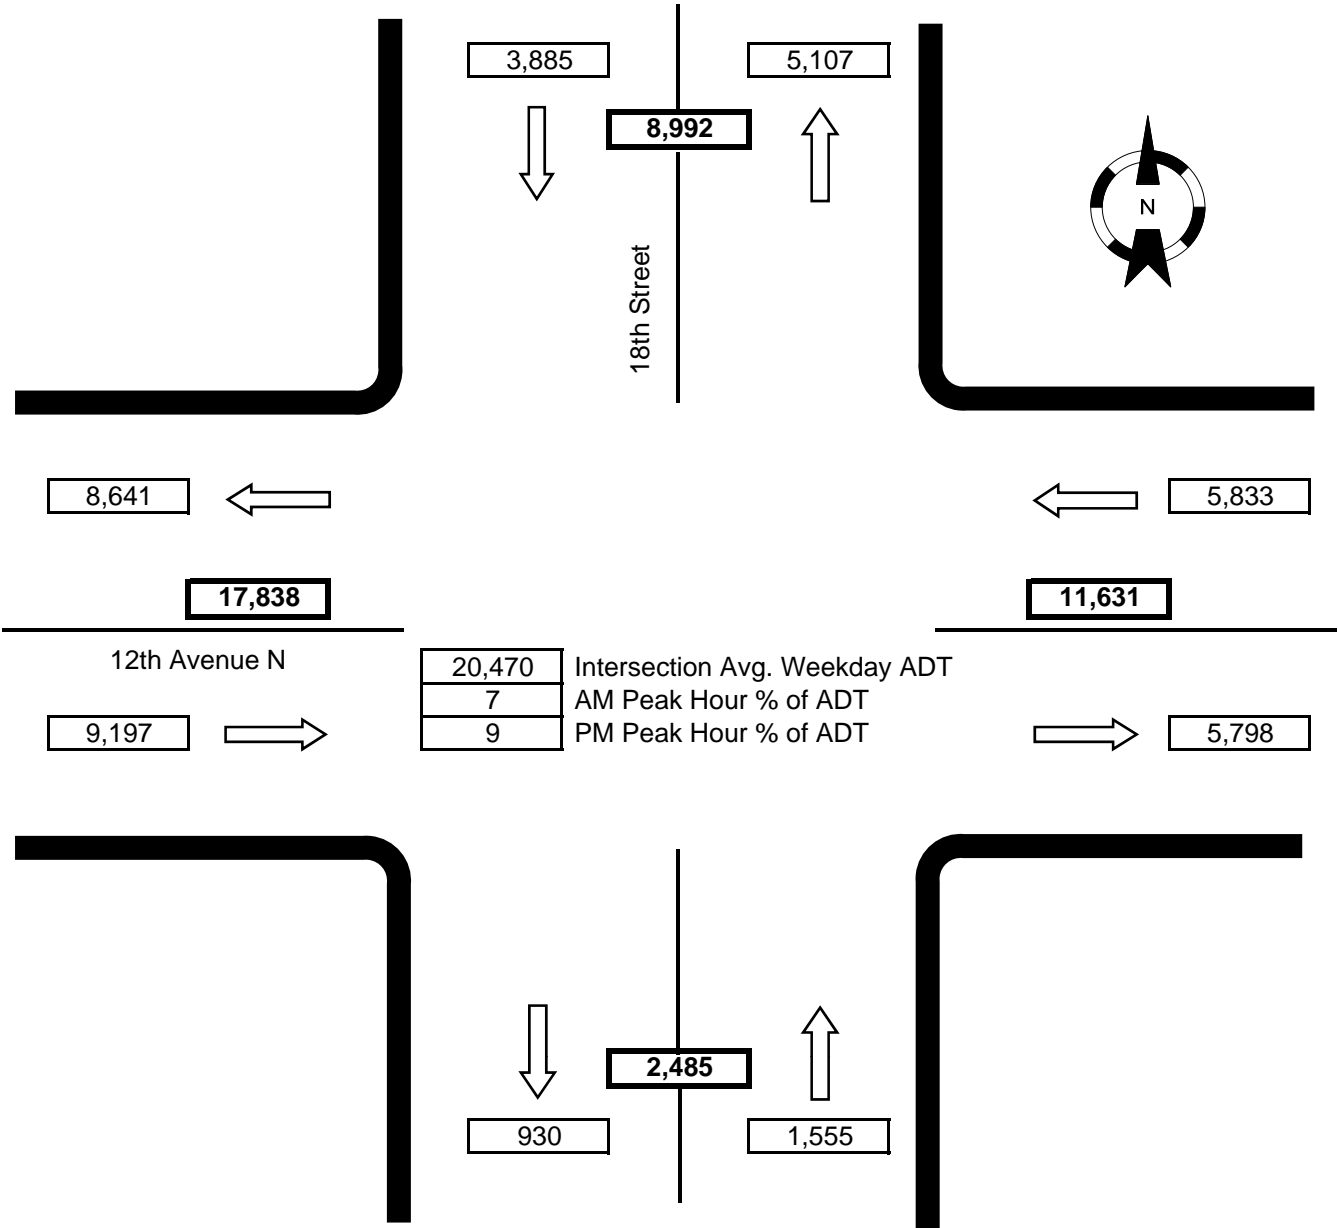 3,885
5,107
8,992
N
18th Street
8,641
5,833
17,838
11,631
12th Avenue N
20,470 Intersection Avg. Weekday ADT
7 AM Peak Hour % of ADT
9 PM Peak Hour % of ADT
9,197
5,798
2,485
930
1,555